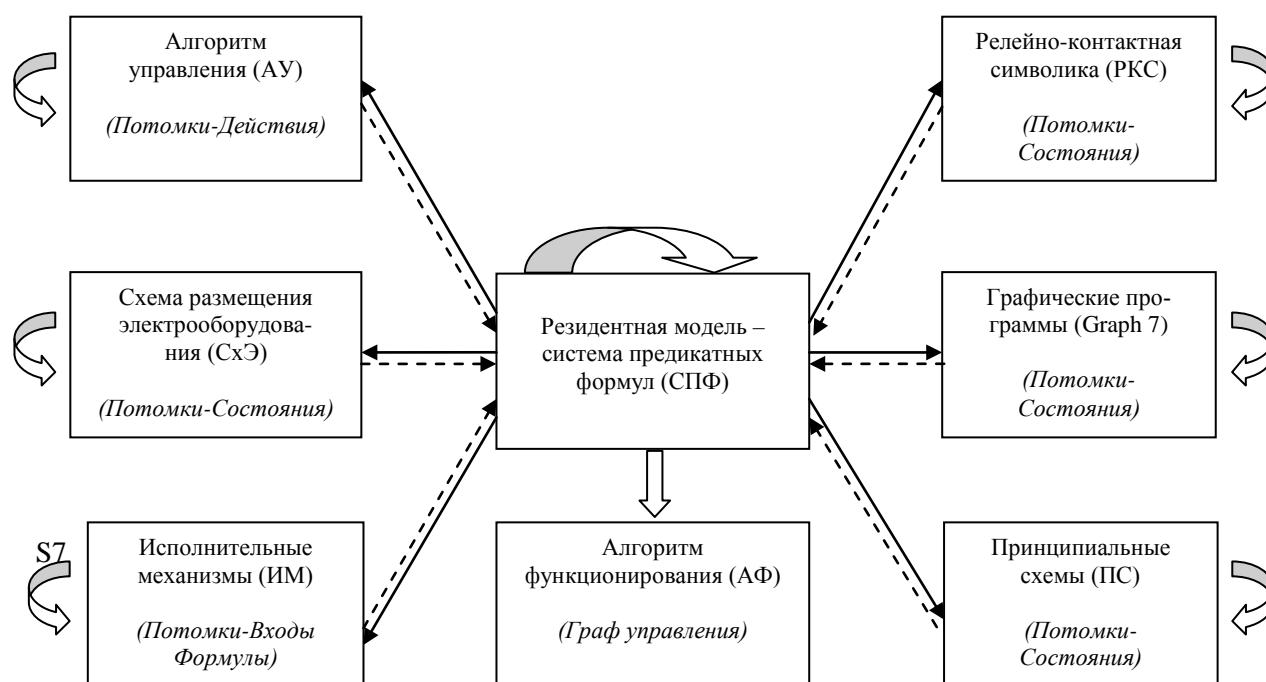 Алгоритм
управления (АУ)
(Потомки-Действия)
Релейно-контактная
символика (РКС)
(Потомки-
Состояния)
Схема размещения
электрооборудова-
ния (СхЭ)
(Потомки-Состояния)
Резидентная модель –
система предикатных
формул (СПФ)
Графические про-
граммы (Graph 7)
(Потомки-
Состояния)
S7
Исполнительные
механизмы (ИМ)
(Потомки-Входы
Формулы)
Алгоритм
функционирования (АФ)
(Граф управления)
Принципиальные
схемы (ПС)
(Потомки-
Состояния)